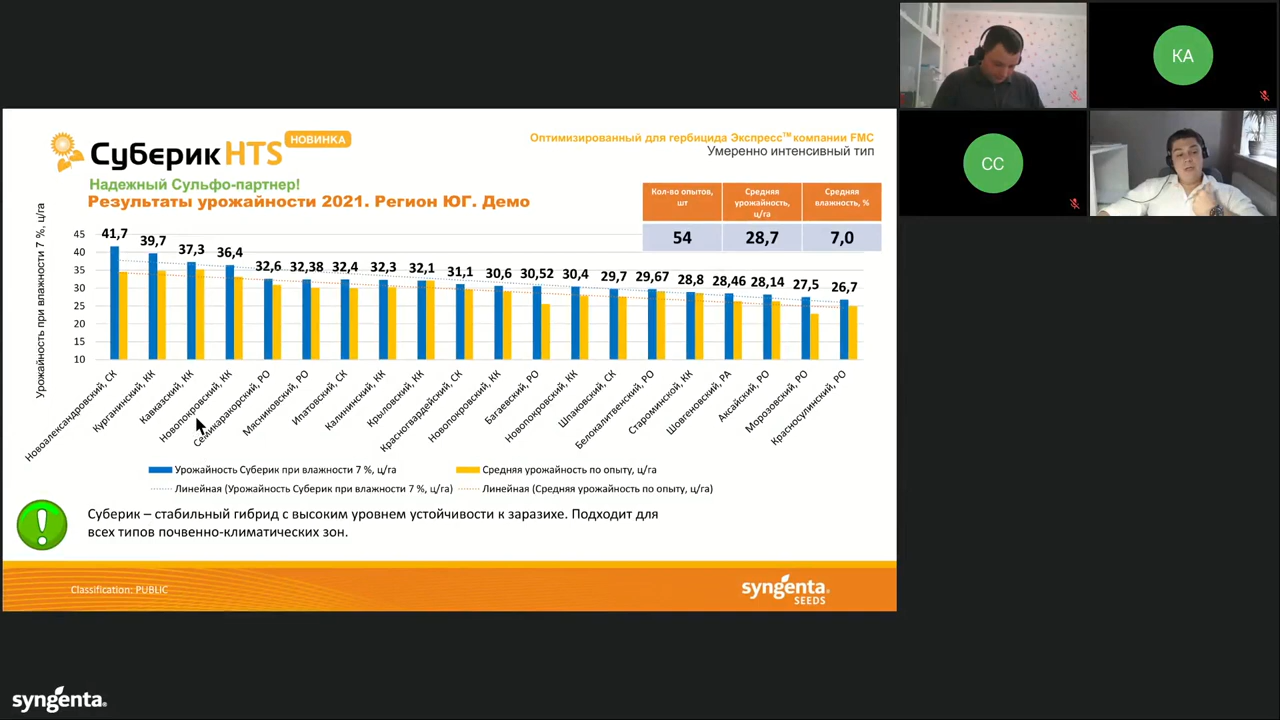 KA
CC
Суберик HTS
НОВИНКА
Оптимизированный для гербицида Экспресс™ компании FMC
Умеренно интенсивный тип
Надежный Сульфо-партнер!
Результаты урожайности 2021. Регион ЮГ. Демо
Кол-во опытов, шт
Средняя урожайность, ц/га
Средняя влажность, %
54
28,7
7,0
Урожайность при влажности 7 %, ц/га
45
40
35
30
25
20
15
10
41,7
39,7
37,3
36,4
32,6
32,38
32,4
32,3
32,1
31,1
30,6
30,52
30,4
29,7
29,67
28,8
28,46
28,14
27,5
26,7
Новоалександровский, СК
Курганинский, КК
Кавказский, КК
Новопокровский, КК
Семикаракорский, РО
Мясниковский, РО
Ипатовский, СК
Калининский, КК
Крыловский, КК
Красногвардейский, СК
Новопокровский, КК
Багаевский, РО
Новопокровский, КК
Шпаковский, СК
Белокалитвенский, РО
Староминский, КК
Шовгеновский, РА
Аксайский, РО
Морозовский, РО
Красносулинский, РО
Урожайность Суберик при влажности 7 %, ц/га
Средняя урожайность по опыту, ц/га
Линейная (Урожайность Суберик при влажности 7 %, ц/га)
Линейная (Средняя урожайность по опыту, ц/га)
Суберик – стабильный гибрид с высоким уровнем устойчивости к заразихе. Подходит для
всех типов почвенно-климатических зон.
Classification: PUBLIC
syngenta
SEEDS
syngenta